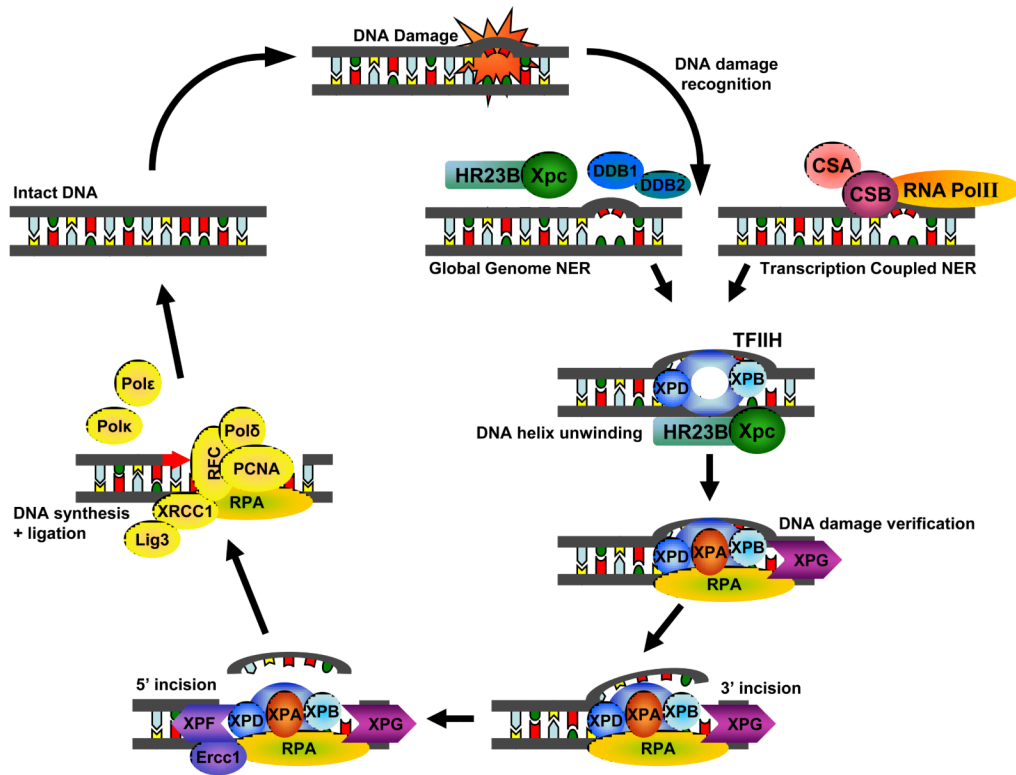 DNA Damage
DNA damage
recognition
HR23B
Xpc
DDB1
DDB2
CSA
CSB
RNA PolII
Intact DNA
Global Genome NER
Transcription Coupled NER
TFIIH
XPD
XPB
DNA helix unwinding
HR23B
Xpc
DNA damage verification
XPD
XPA
XPB
XPG
RPA
3’ incision
XPD
XPA
XPB
XPG
RPA
5’ incision
XPF
XPD
XPA
XPB
XPG
RPA
Ercc1
Polε
Polκ
Polδ
RFC
PCNA
RPA
XRCC1
Lig3
DNA synthesis
+ ligation